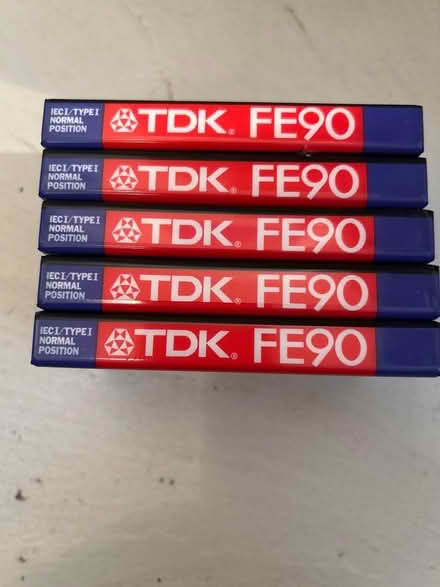 IECI/TYPEI
NORMAL
POSITION
TDK® FE90
IECI/TYPEI
NORMAL
POSITION
TDK® FE90
IECI/TYPEI
NORMAL
POSITION
TDK® FE90
IECI/TYPEI
NORMAL
POSITION
TDK® FE90
IECI/TYPEI
NORMAL
POSITION
TDK® FE90